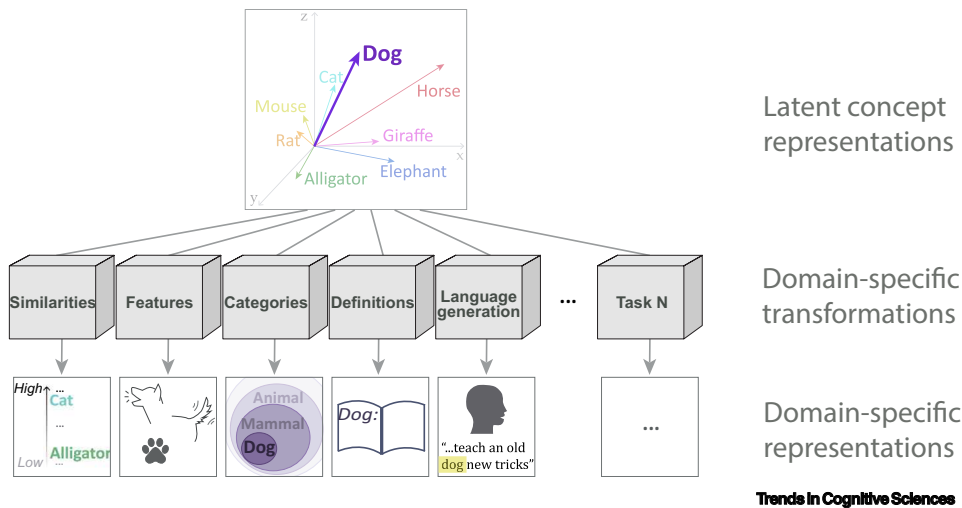 z
Dog
Cat
Horse
Mouse
Rat
Giraffe
x
Elephant
Alligator
y
Latent concept
representations
Similarities
Features
Categories
Definitions
Language
generation
...
Task N
Domain-specific
transformations
High
...
Cat
...
Alligator
Low
...
Animal
Mammal
Dog
Dog:
"...teach an old
dog new tricks"
...
Domain-specific
representations
Trends in Cognitive Sciences